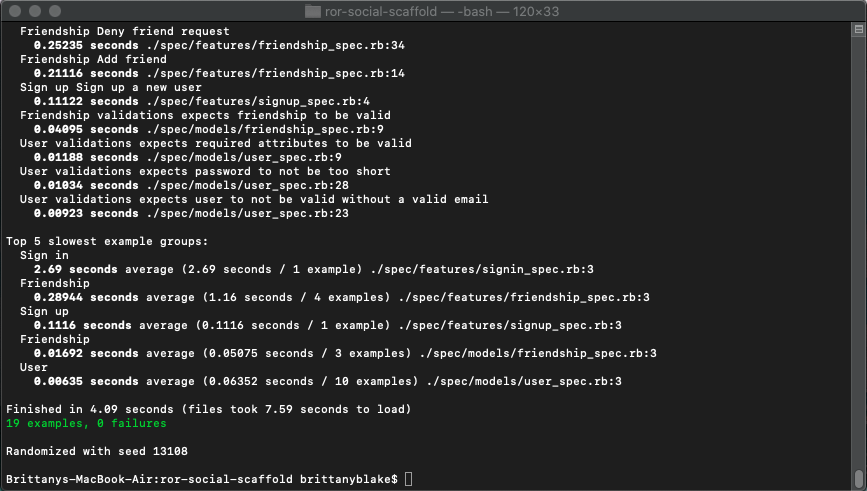 ror-social-scaffold — -bash — 120×33
Friendship Deny friend request
0.25235 seconds ./spec/features/friendship_spec.rb:34
Friendship Add friend
0.21116 seconds ./spec/features/friendship_spec.rb:14
Sign up Sign up a new user
0.11122 seconds ./spec/features/signup_spec.rb:4
Friendship validations expects friendship to be valid
0.04095 seconds ./spec/models/friendship_spec.rb:9
User validations expects required attributes to be valid
0.01188 seconds ./spec/models/user_spec.rb:9
User validations expects password to not be too short
0.01034 seconds ./spec/models/user_spec.rb:28
User validations expects user to not be valid without a valid email
0.00923 seconds ./spec/models/user_spec.rb:23
Top 5 slowest example groups:
Sign in
2.69 seconds average (2.69 seconds / 1 example) ./spec/features/signin_spec.rb:3
Friendship
0.28944 seconds average (1.16 seconds / 4 examples) ./spec/features/friendship_spec.rb:3
Sign up
0.1116 seconds average (0.1116 seconds / 1 example) ./spec/features/signup_spec.rb:3
Friendship
0.01692 seconds average (0.05075 seconds / 3 examples) ./spec/models/friendship_spec.rb:3
User
0.00635 seconds average (0.06352 seconds / 10 examples) ./spec/models/user_spec.rb:3
Finished in 4.09 seconds (files took 7.59 seconds to load)
19 examples, 0 failures
Randomized with seed 13108
Brittanys-MacBook-Air:ror-social-scaffold brittanyblake$